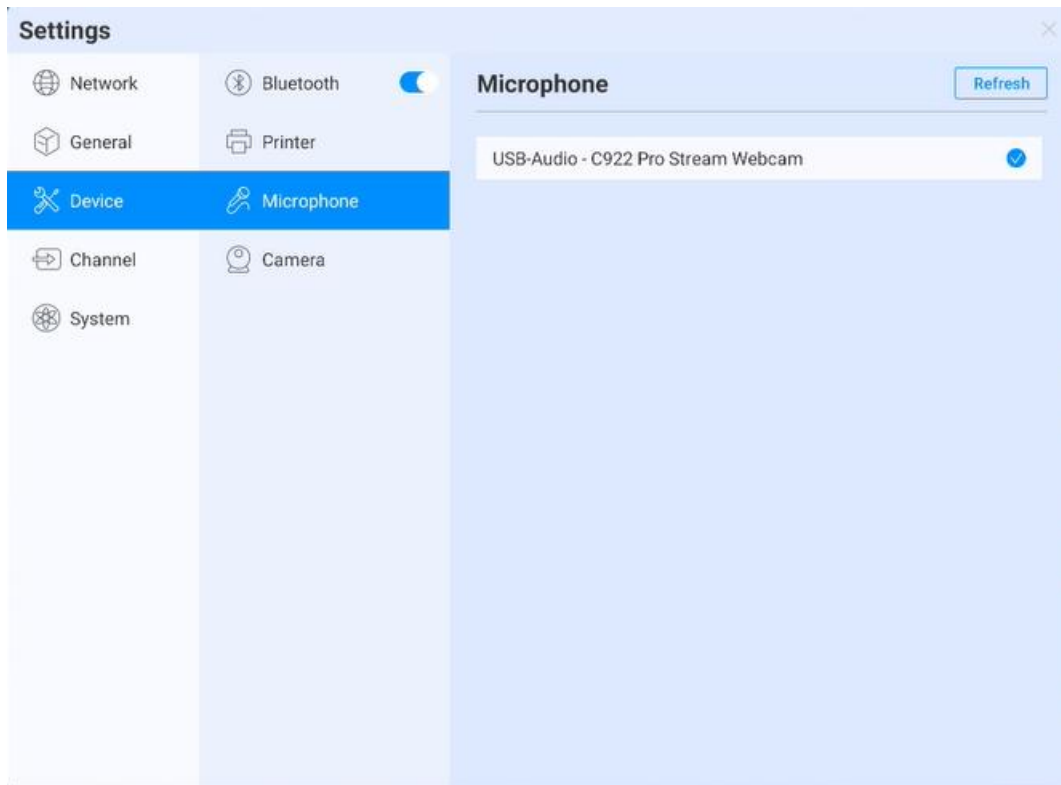 Settings
Network
General
Device
Channel
System
Bluetooth
Printer
Microphone
Camera
Microphone
Refresh
USB-Audio - C922 Pro Stream Webcam